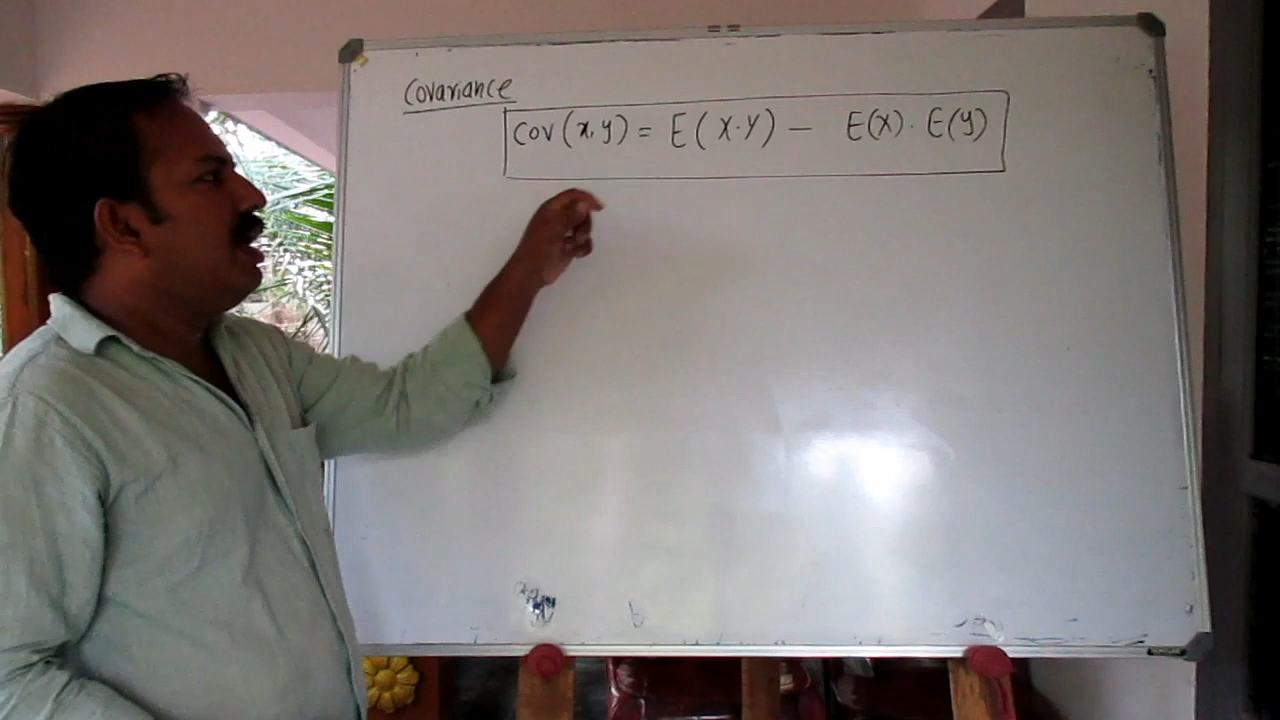 Covariance
Cov(x,y) = E(X·Y) – E(X)·E(y)